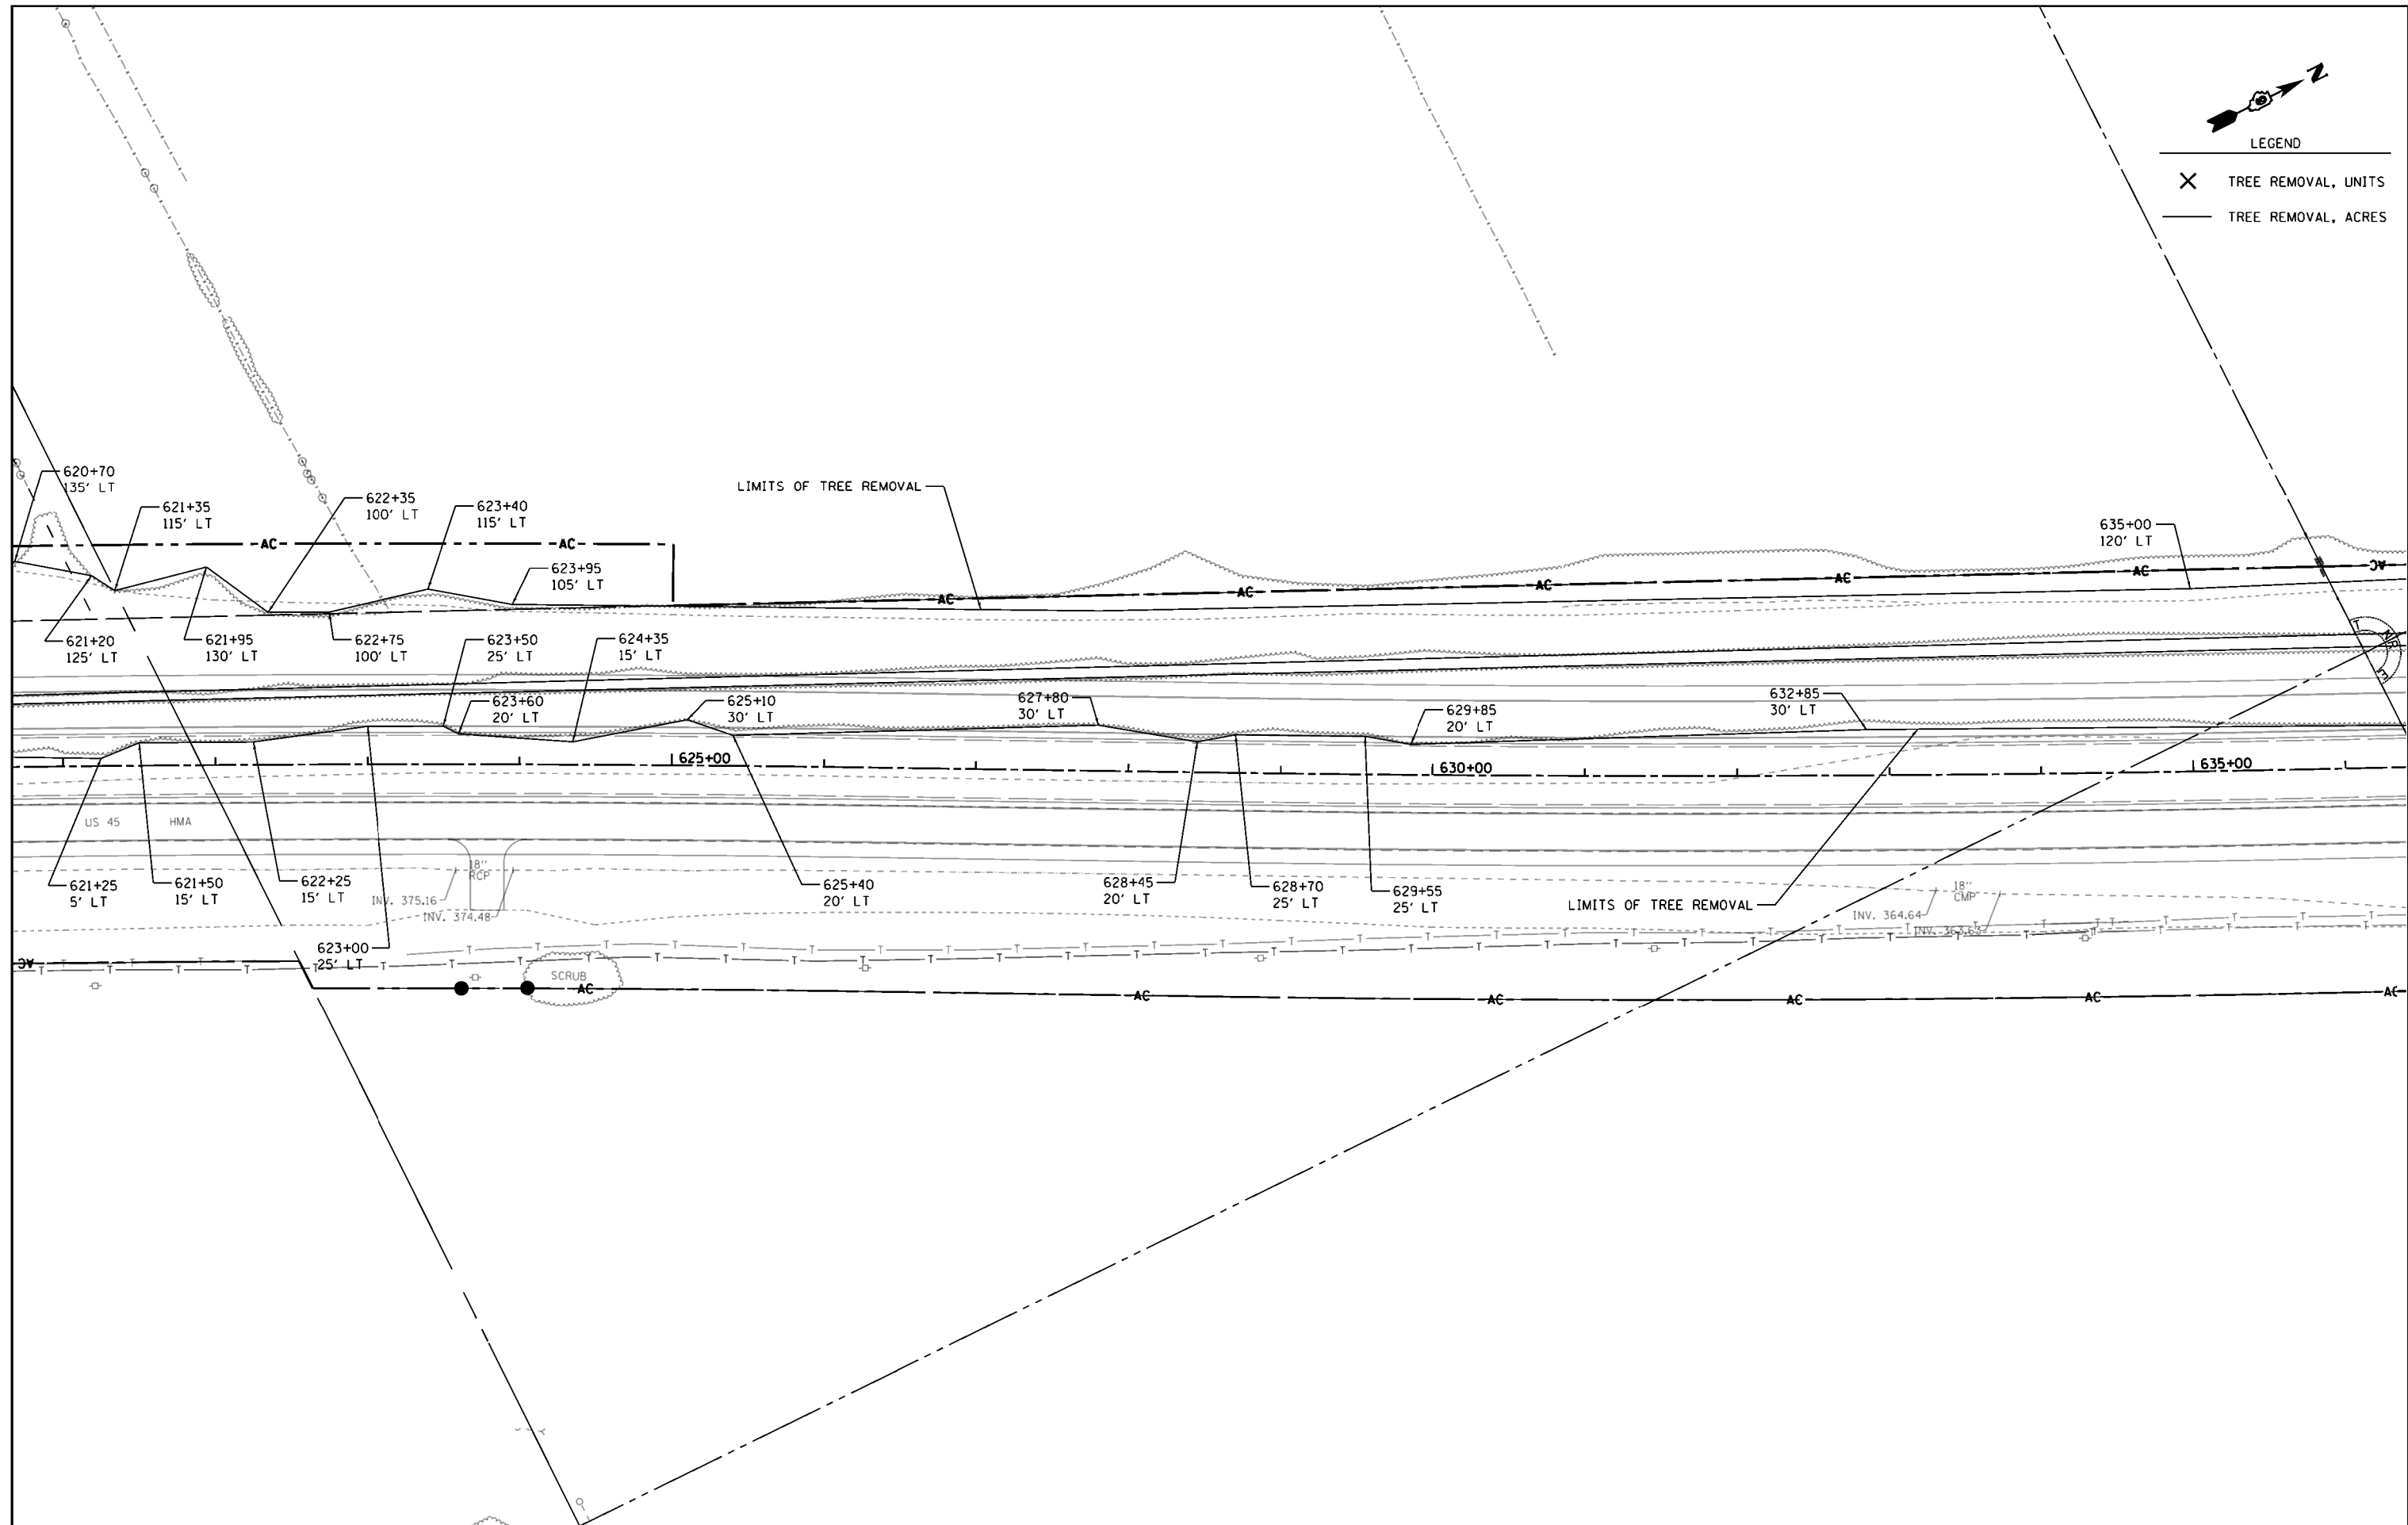 N
LEGEND
TREE REMOVAL, UNITS
TREE REMOVAL, ACRES
620+70
135' LT
621+35
115' LT
622+35
100' LT
623+40
115' LT
LIMITS OF TREE REMOVAL
635+00
120' LT
AC
AC
623+95
105' LT
AC
AC
AC
AC
AC
AC
621+20
125' LT
621+95
130' LT
622+75
100' LT
623+50
25' LT
624+35
15' LT
623+60
20' LT
625+10
30' LT
627+80
30' LT
629+85
20' LT
632+85
30' LT
625+00
630+00
635+00
US 45
HMA
18"
RCP
621+25
5' LT
621+50
15' LT
622+25
15' LT
INV. 375.16
INV. 374.48
625+40
20' LT
628+45
20' LT
628+70
25' LT
629+55
25' LT
LIMITS OF TREE REMOVAL
18"
CMP
INV. 364.64
INV. 363.65
623+00
25' LT
AC
SCRUB
AC
AC
AC
AC
AC
AC